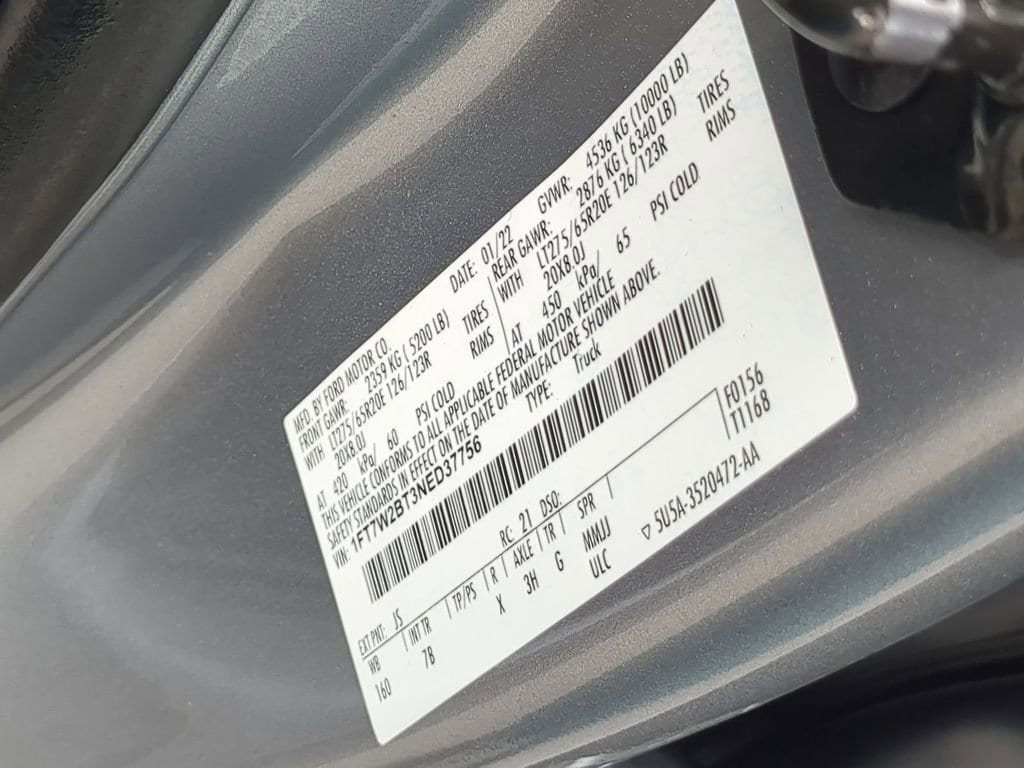 MFD. BY FORD MOTOR CO.
DATE: 01/22 GVWR: 4536 KG (10000 LB)
FRONT GAWR: 2359 KG ( 5200 LB) REAR GAWR: 2876 KG ( 6340 LB)
WITH LT275/65R20E 126/123R TIRES WITH LT275/65R20E 126/123R TIRES
20X8.0J RIMS 20X8.0J RIMS
AT 420 kPa/ 60 PSI COLD AT 450 kPa/ 65 PSI COLD
THIS VEHICLE CONFORMS TO ALL APPLICABLE FEDERAL MOTOR VEHICLE
SAFETY STANDARDS IN EFFECT ON THE DATE OF MANUFACTURE SHOWN ABOVE.
VIN: 1FT7W2BT3NED37756 TYPE: Truck
F0156
T1168
EXT PNT: JS RC: 21 DSO:
WB INT TR TP/PS R AXLE TR SPR
160 7B X 3H G MMUJ
ULC
▽ 5U5A-3520472-AA